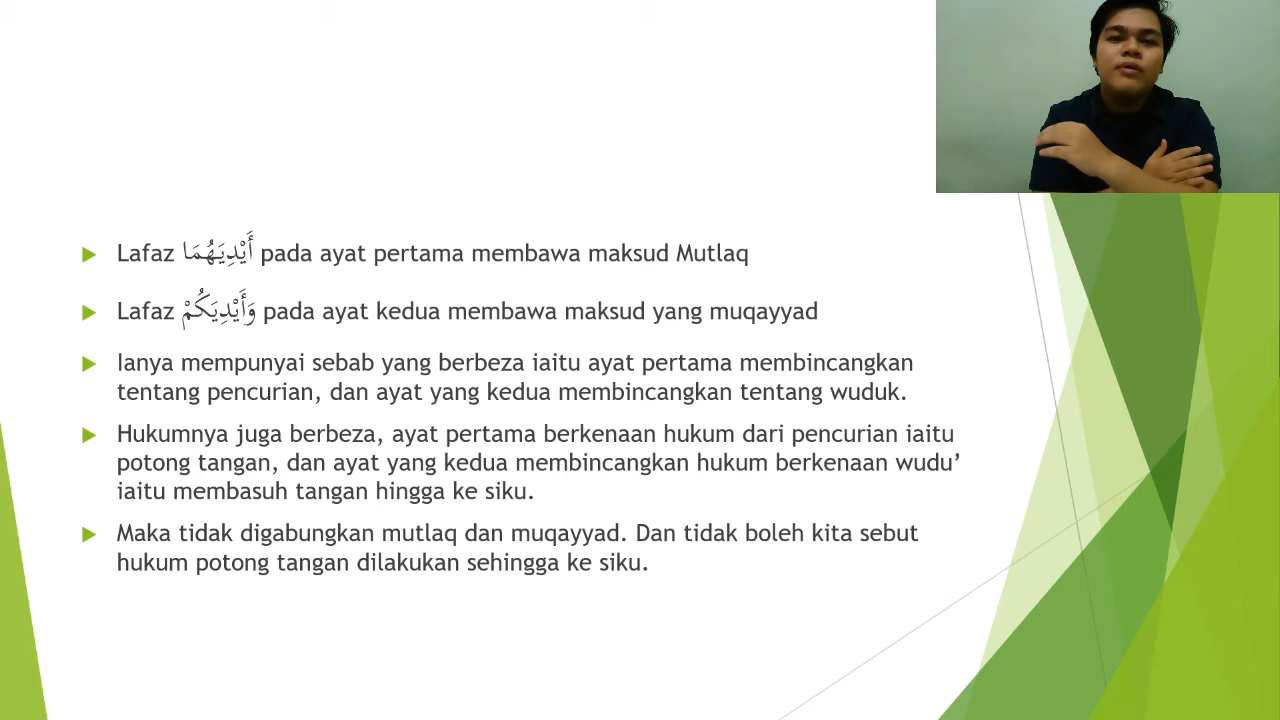 Lafaz أَيْدِيَهُمَا pada ayat pertama membawa maksud Mutlaq
Lafaz وَأَيْدِيَكُمْ pada ayat kedua membawa maksud yang muqayyad
Ianya mempunyai sebab yang berbeza iaitu ayat pertama membincangkan
tentang pencurian, dan ayat yang kedua membincangkan tentang wuduk.
Hukumnya juga berbeza, ayat pertama berkenaan hukum dari pencurian iaitu
potong tangan, dan ayat yang kedua membincangkan hukum berkenaan wudu’
iaitu membasuh tangan hingga ke siku.
Maka tidak digabungkan mutlaq dan muqayyad. Dan tidak boleh kita sebut
hukum potong tangan dilakukan sehingga ke siku.